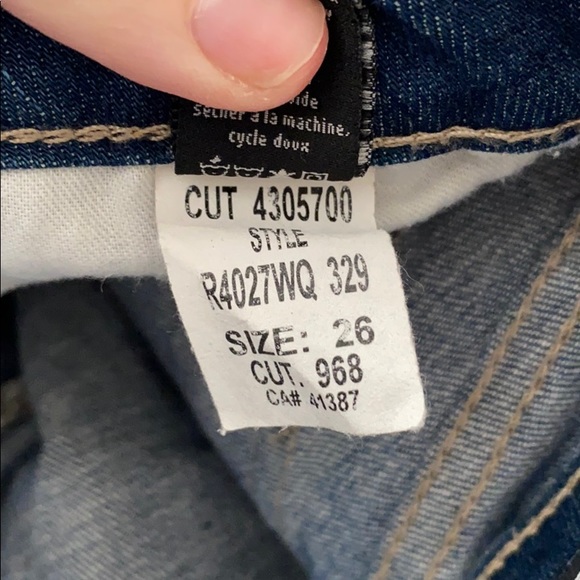 sécher à la machine,
cycle doux
CUT 4305700
STYLE
R4027WQ 329
SIZE: 26
CUT. 968
CA# 41387